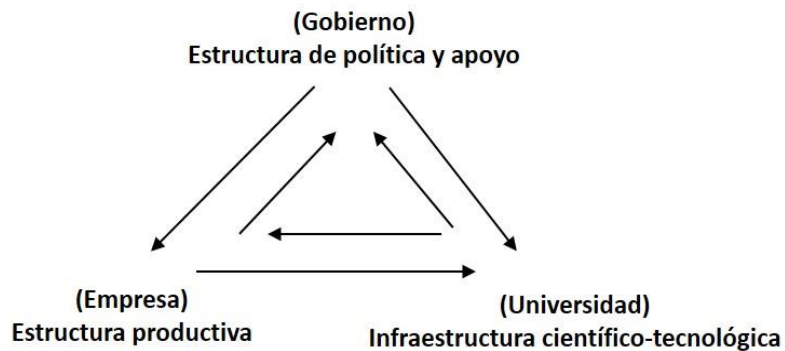 (Gobierno)
Estructura de política y apoyo
(Empresa)
Estructura productiva
(Universidad)
Infraestructura científico-tecnológica